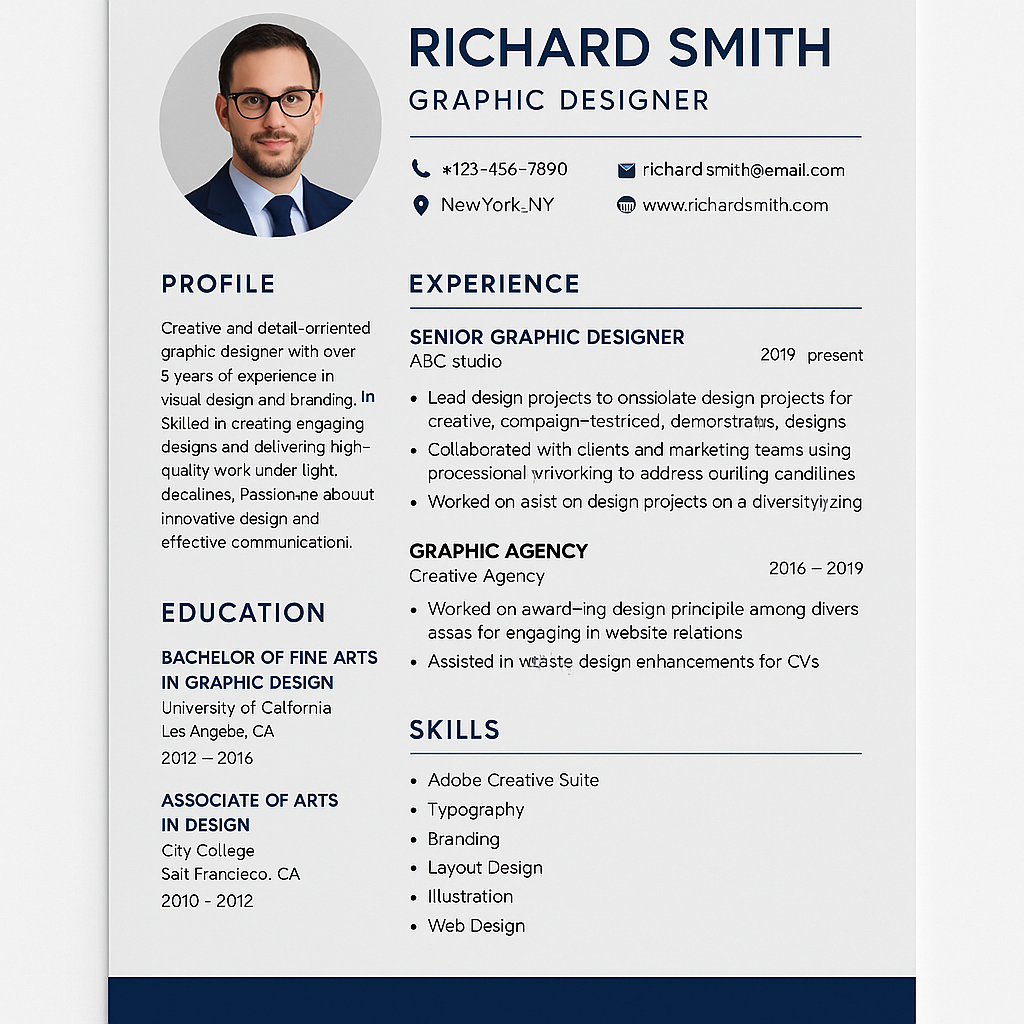 RICHARD SMITH
GRAPHIC DESIGNER
*123-456-7890
richard smith@email.com
New York_NY
www.richardsmith.com
PROFILE
Creative and detail-orriented
graphic designer with over
5 years of experience in
visual design and branding. In
Skilled in creating engaging
designs and delivering high-
quality work under light.
decalines, Passion-ne abouut
innovative design and
effective communicationi.
EDUCATION
BACHELOR OF FINE ARTS
IN GRAPHIC DESIGN
University of Calfornia
Les Angebe, CA
2012 – 2016
ASSOCIATE OF ARTS
IN DESIGN
City College
Sait Francieco. CA
2010 - 2012
EXPERIENCE
SENIOR GRAPHIC DESIGNER
ABC studio
2019 present
• Lead design projects to onssiolate design projects for
creative, compaign-testriced, designs
• Collaborated with clients and marketing teams using
processional to address ouriling candilines
• Worked on asist on design projects on a
GRAPHIC AGENCY
Creative Agency
2016 – 2019
• Worked on award-ing design principile among divers
assas for engaging in website relations
• Assisted in design enhancements for CVs
SKILLS
• Adobe Creative Suite
• Typography
• Branding
• Layout Design
• Illustration
• Web Design